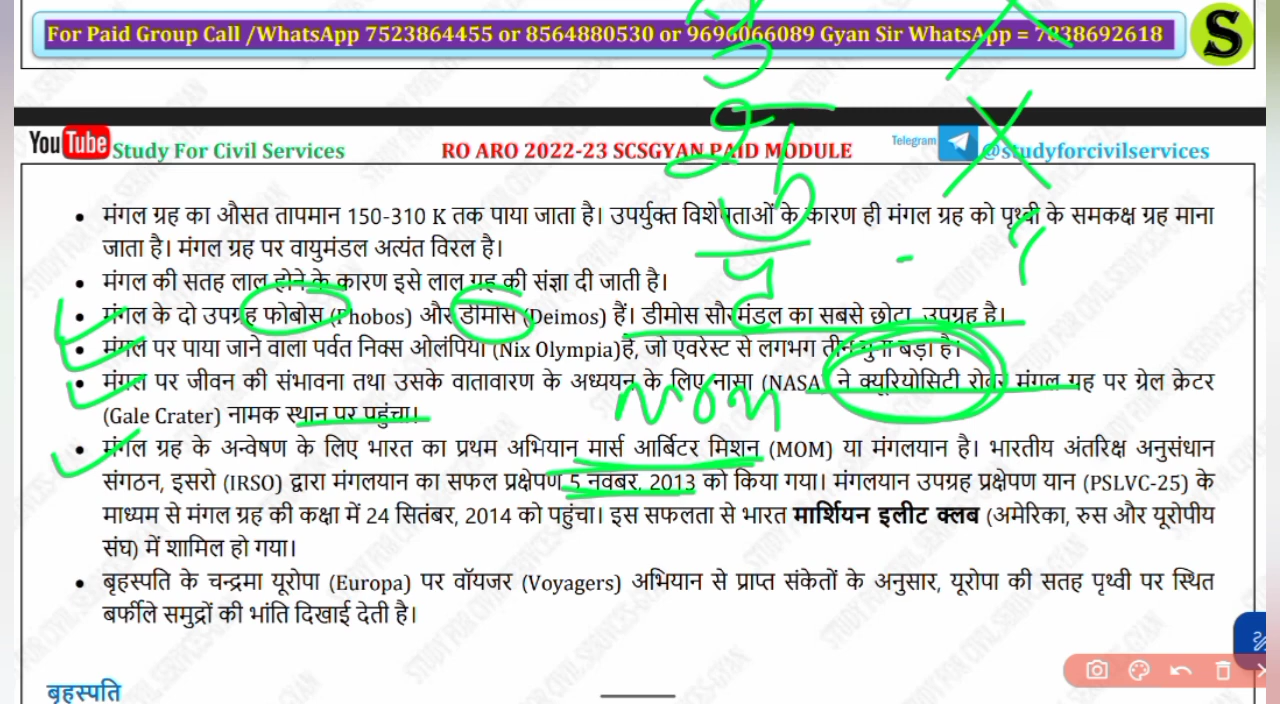 For Paid Group Call /WhatsApp 7523864455 or 8564880530 or 9696066089 Gyan Sir WhatsApp = 7838692618
S
YouTube Study For Civil Services RO ARO 2022-23 SCSGYAN PAID MODULE Telegram @studyforcivilservices
• मंगल ग्रह का औसत तापमान 150-310 K तक पाया जाता है। उपर्युक्त विशेषताओं के कारण ही मंगल ग्रह को पृथ्वी के समकक्ष ग्रह माना
जाता है। मंगल ग्रह पर वायुमंडल अत्यंत विरल है।
• मंगल की सतह लाल होने के कारण इसे लाल ग्रह की संज्ञा दी जाती है।
• मंगल के दो उपग्रह फोबोस (Phobos) और डीमोस (Deimos) हैं। डीमोस सौरमंडल का सबसे छोटा उपग्रह है।
• मंगल पर पाया जाने वाला पर्वत निक्स ओलंपिया (Nix Olympia)है, जो एवरेस्ट से लगभग तीन गुना बड़ा है।
• मंगल पर जीवन की संभावना तथा उसके वातावारण के अध्ययन के लिए नासा (NASA) ने क्यूरियोसिटी रोवर मंगल ग्रह पर ग्रेल क्रेटर
(Gale Crater) नामक स्थान पर पहुंचा।
mom
• मंगल ग्रह के अन्वेषण के लिए भारत का प्रथम अभियान मार्स आर्बिटर मिशन (MOM) या मंगलयान है। भारतीय अंतरिक्ष अनुसंधान
संगठन, इसरो (IRSO) द्वारा मंगलयान का सफल प्रक्षेपण 5 नवंबर, 2013 को किया गया। मंगलयान उपग्रह प्रक्षेपण यान (PSLVC-25) के
माध्यम से मंगल ग्रह की कक्षा में 24 सितंबर, 2014 को पहुंचा। इस सफलता से भारत मार्शियन इलीट क्लब (अमेरिका, रुस और यूरोपीय
संघ) में शामिल हो गया।
• बृहस्पति के चन्द्रमा यूरोपा (Europa) पर वॉयजर (Voyagers) अभियान से प्राप्त संकेतों के अनुसार, यूरोपा की सतह पृथ्वी पर स्थित
बर्फीले समुद्रों की भांति दिखाई देती है।
बृहस्पति